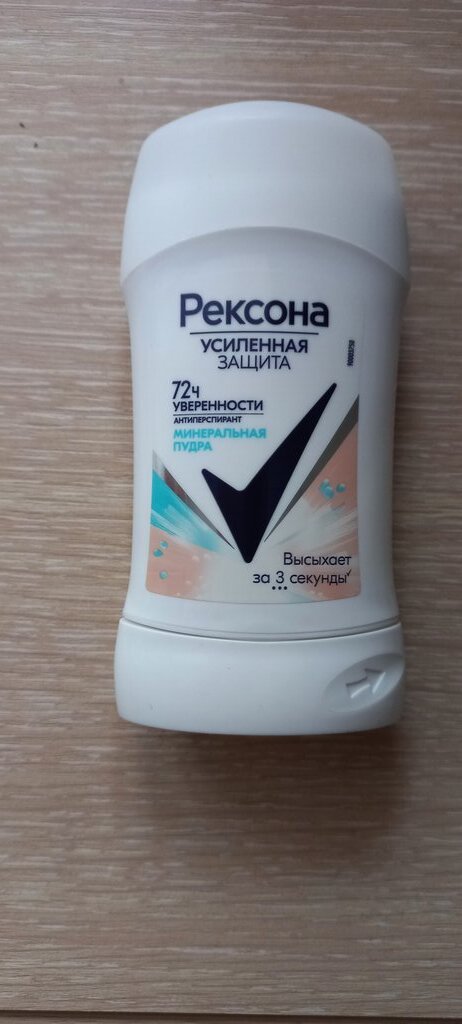 Рексона
УСИЛЕННАЯ
ЗАЩИТА
72ч
УВЕРЕННОСТИ
АНТИПЕРСПИРАНТ
МИНЕРАЛЬНАЯ
ПУДРА
Высыхает
за 3 секунды